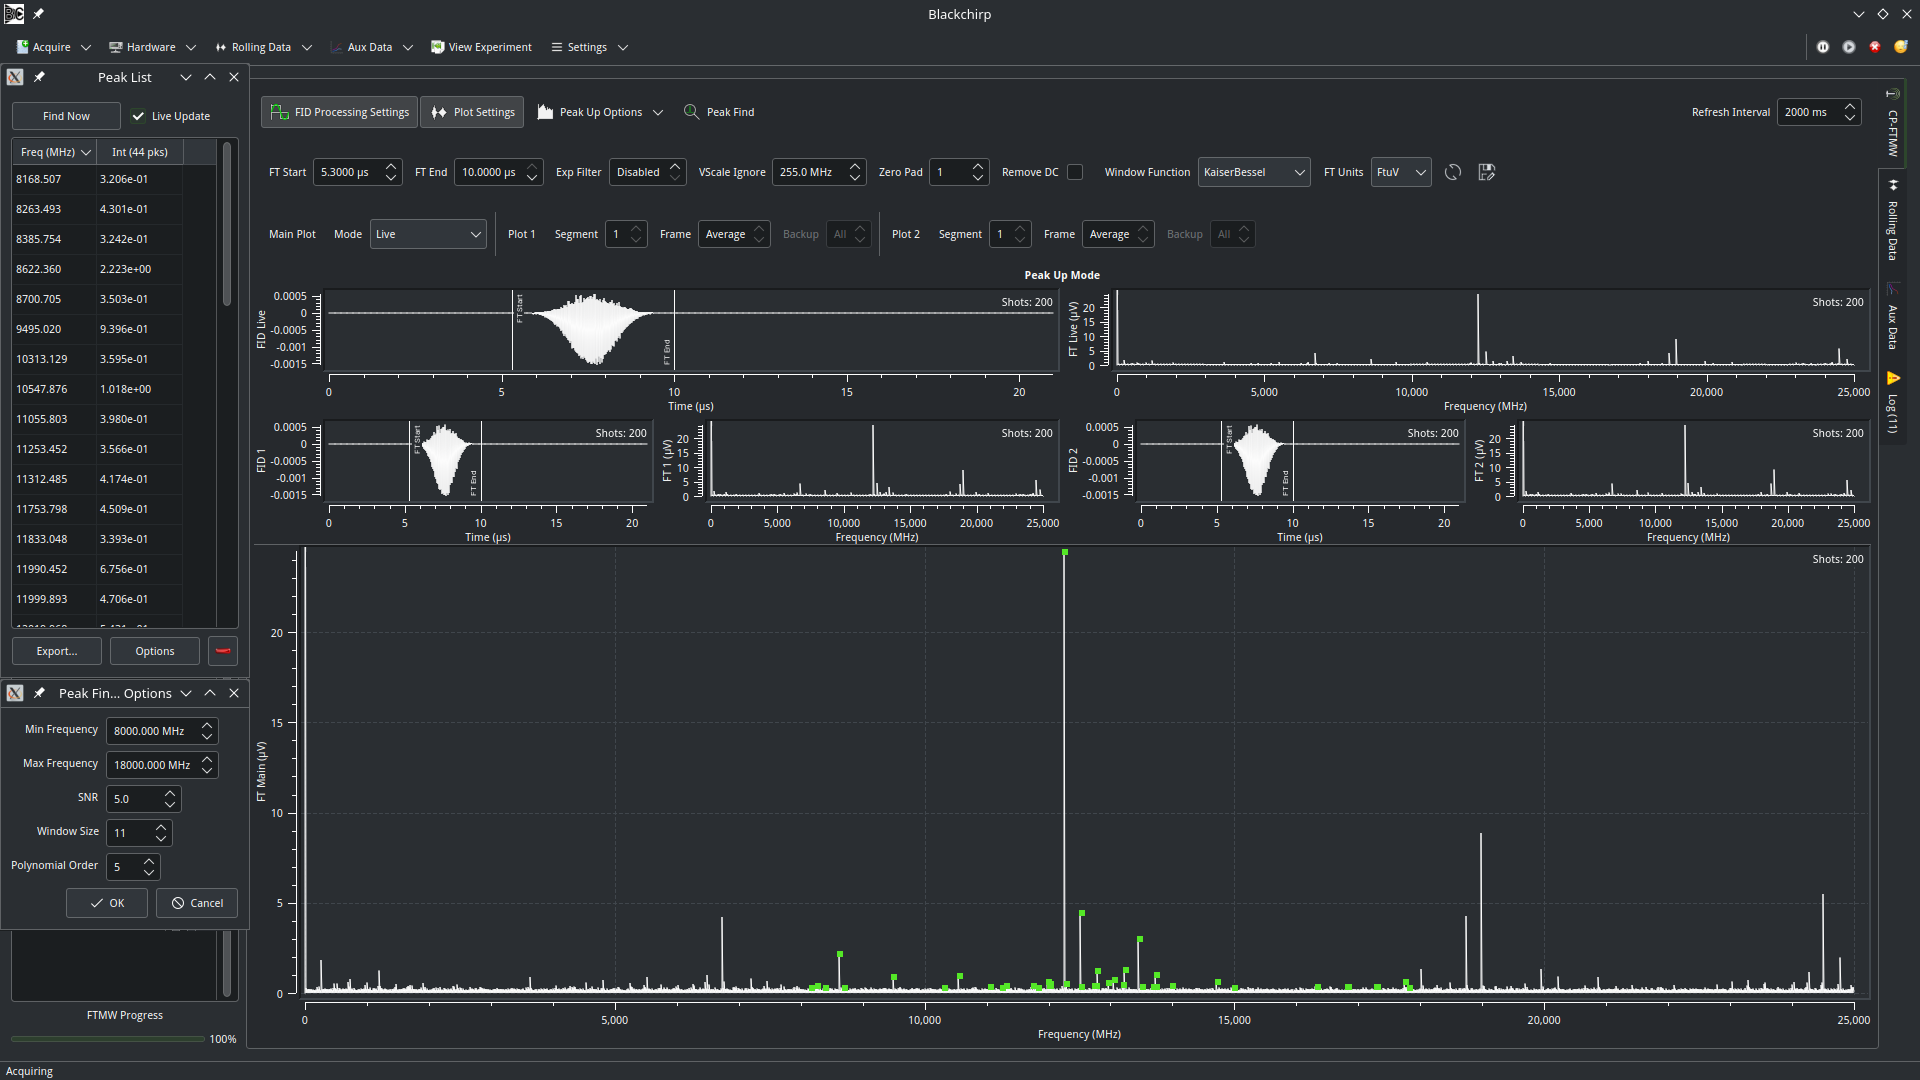 Blackchirp
Acquire Hardware Rolling Data Aux Data View Experiment Settings
Peak List
Find Now Live Update
Freq (MHz) Int (44 pks)
8168.507 3.206e-01
8263.493 4.301e-01
8385.754 3.242e-01
8622.360 2.223e+00
8700.705 3.503e-01
9495.020 9.396e-01
10313.129 3.595e-01
10547.876 1.018e+00
11055.803 3.980e-01
11253.452 3.566e-01
11312.485 4.174e-01
11753.798 4.509e-01
11833.048 3.393e-01
11990.452 6.756e-01
11999.893 4.706e-01
Export... Options
Peak Fin... Options
Min Frequency 8000.000 MHz
Max Frequency 18000.000 MHz
SNR 5.0
Window Size 11
Polynomial Order 5
OK Cancel
FTMW Progress
100%
Acquiring
FID Processing Settings Plot Settings Peak Up Options Peak Find Refresh Interval 2000 ms
FT Start 5.3000 µs FT End 10.0000 µs Exp Filter Disabled VScale Ignore 255.0 MHz Zero Pad 1 Remove DC Window Function KaiserBessel FT Units FtuV
Main Plot Mode Live Plot 1 Segment 1 Frame Average Backup All Plot 2 Segment 1 Frame Average Backup All
Peak Up Mode
FID Live
0.0005
0
-0.0005
-0.001
-0.0015
FT Start
FT End
Shots: 200
0 5 10 15 20
Time (µs)
FT Live (µV)
20
15
10
5
0
Shots: 200
0 5,000 10,000 15,000 20,000 25,000
Frequency (MHz)
FID 1
0.0005
0
-0.0005
-0.001
-0.0015
FT Start
FT End
Shots: 200
0 5 10 15 20
Time (µs)
FT 1 (µV)
20
15
10
5
0
Shots: 200
0 5,000 10,000 15,000 20,000 25,000
Frequency (MHz)
FID 2
0.0005
0
-0.0005
-0.001
-0.0015
FT Start
FT End
Shots: 200
0 5 10 15 20
Time (µs)
FT 2 (µV)
20
15
10
5
0
Shots: 200
0 5,000 10,000 15,000 20,000 25,000
Frequency (MHz)
FT Main (µV)
20
15
10
5
0
Shots: 200
0 5,000 10,000 15,000 20,000 25,000
Frequency (MHz)
CP-FTMW
Rolling Data
Aux Data
Log (11)